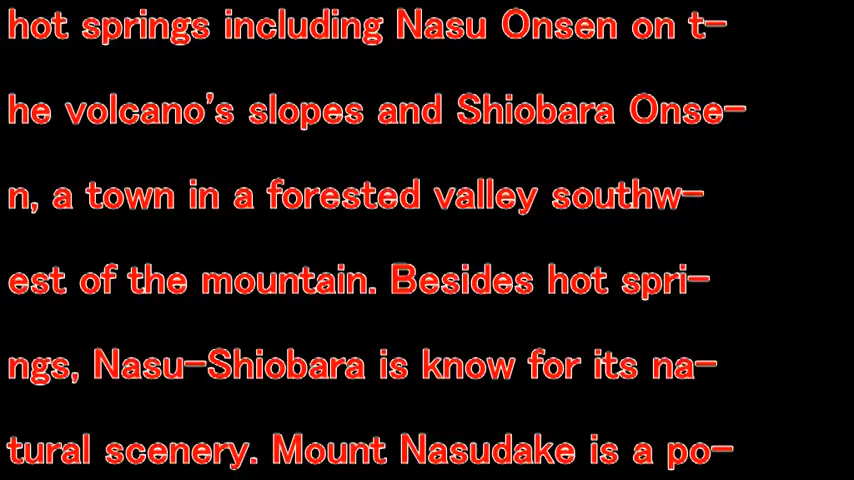 hot springs including Nasu Onsen on t-
he volcano's slopes and Shiobara Onse-
n, a town in a forested valley southw-
est of the mountain. Besides hot spri-
ngs, Nasu-Shiobara is know for its na-
tural scenery. Mount Nasudake is a po-